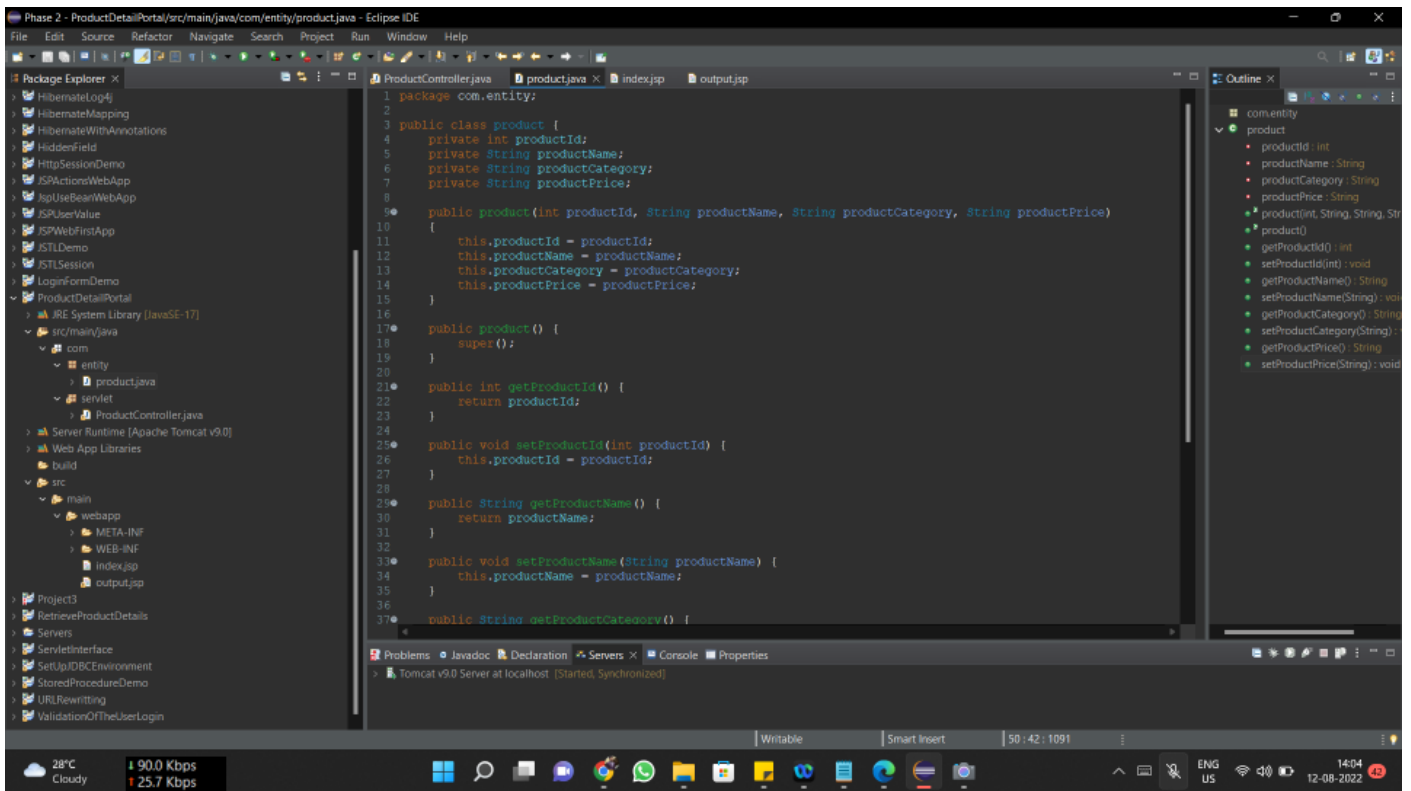 Phase 2 - ProductDetailPortal/src/main/java/com/entity/product.java - Eclipse IDE
File Edit Source Refactor Navigate Search Project Run Window Help
Package Explorer
HibernateLog4j
HibernateMapping
HibernateWithAnnotations
HiddenField
HttpSessionDemo
JSPActionsWebApp
JspUseBeanWebApp
JSPUserValue
JSPWebFirstApp
JSTLDemo
JSTLSession
LoginFormDemo
ProductDetailPortal
JRE System Library [JavaSE-17]
src/main/java
com
entity
product.java
servlet
ProductController.java
Server Runtime [Apache Tomcat v9.0]
Web App Libraries
build
src
main
webapp
META-INF
WEB-INF
index.jsp
output.jsp
Project3
RetrieveProductDetails
Servers
ServletInterface
SetUpJDBCEnvironment
StoredProcedureDemo
URLRewritting
ValidationOfTheUserLogin
ProductController.java product.java index.jsp output.jsp
1 package com.entity;
2
3 public class product {
4 private int productId;
5 private String productName;
6 private String productCategory;
7 private String productPrice;
8
9 public product(int productId, String productName, String productCategory, String productPrice)
10 {
11 this.productId = productId;
12 this.productName = productName;
13 this.productCategory = productCategory;
14 this.productPrice = productPrice;
15 }
16
17 public product() {
18 super();
19 }
20
21 public int getProductId() {
22 return productId;
23 }
24
25 public void setProductId(int productId) {
26 this.productId = productId;
27 }
28
29 public String getProductName() {
30 return productName;
31 }
32
33 public void setProductName(String productName) {
34 this.productName = productName;
35 }
36
37 public String getProductCategory() {
Outline
com.entity
product
productId : int
productName : String
productCategory : String
productPrice : String
product(int, String, String, Str
product()
getProductId() : int
setProductId(int) : void
getProductName() : String
setProductName(String) : voi
getProductCategory() : String
setProductCategory(String) :
getProductPrice() : String
setProductPrice(String) : void
Problems Javadoc Declaration Servers Console Properties
Tomcat v9.0 Server at localhost [Started, Synchronized]
Writable Smart Insert 50 : 42 : 1091
28°C
Cloudy
90.0 Kbps
25.7 Kbps
ENG
US
14:04
12-08-2022
42